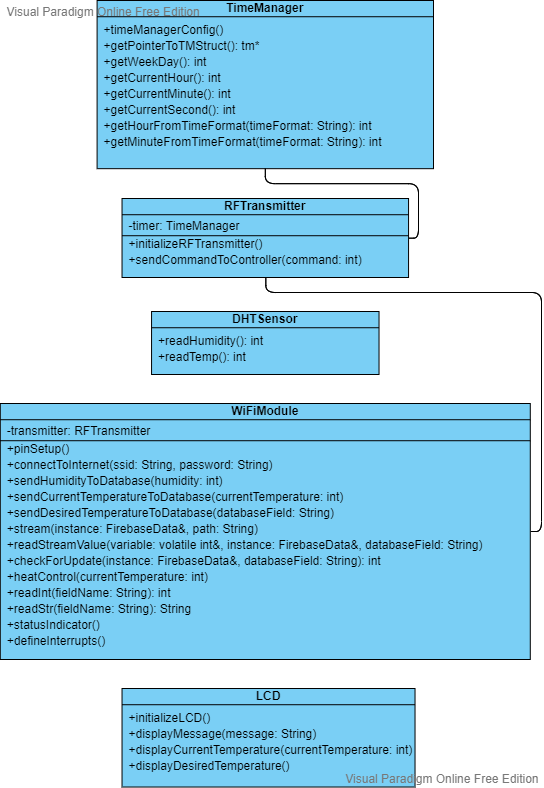 TimeManager
Visual Paradigm Online Free Edition
+timeManagerConfig()
+getPointerToTMStruct(): tm*
+getWeekDay(): int
+getCurrentHour(): int
+getCurrentMinute(): int
+getCurrentSecond(): int
+getHourFromTimeFormat(timeFormat: String): int
+getMinuteFromTimeFormat(timeFormat: String): int
RFTransmitter
-timer: TimeManager
+initializeRFTransmitter()
+sendCommandToController(command: int)
DHTSensor
+readHumidity(): int
+readTemp(): int
WiFiModule
-transmitter: RFTransmitter
+pinSetup()
+connectToInternet(ssid: String, password: String)
+sendHumidityToDatabase(humidity: int)
+sendCurrentTemperatureToDatabase(currentTemperature: int)
+sendDesiredTemperatureToDatabase(databaseField: String)
+stream(instance: FirebaseData&, path: String)
+readStreamValue(variable: volatile int&, instance: FirebaseData&, databaseField: String)
+checkForUpdate(instance: FirebaseData&, databaseField: String): int
+heatControl(currentTemperature: int)
+readInt(fieldName: String): int
+readStr(fieldName: String): String
+statusIndicator()
+defineInterrupts()
LCD
+initializeLCD()
+displayMessage(message: String)
+displayCurrentTemperature(currentTemperature: int)
+displayDesiredTemperature()
Visual Paradigm Online Free Edition